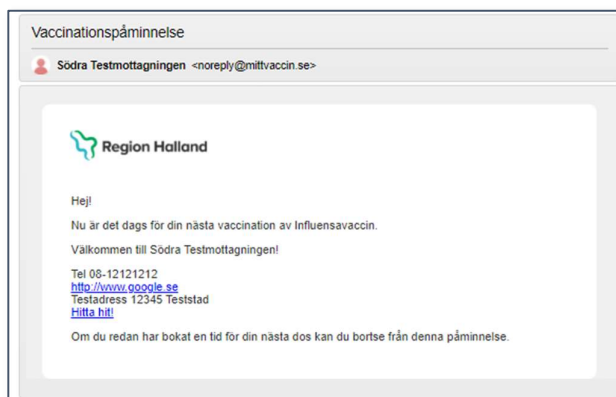 Vaccinationspåminnelse
Södra Testmottagningen <noreply@mittvaccin.se>
Region Halland
Hej!
Nu är det dags för din nästa vaccination av Influensavaccin.
Välkommen till Södra Testmottagningen!
Tel 08-12121212
http://www.google.se
Testadress 12345 Teststad
Hitta hit!
Om du redan har bokat en tid för din nästa dos kan du bortse från denna påminnelse.